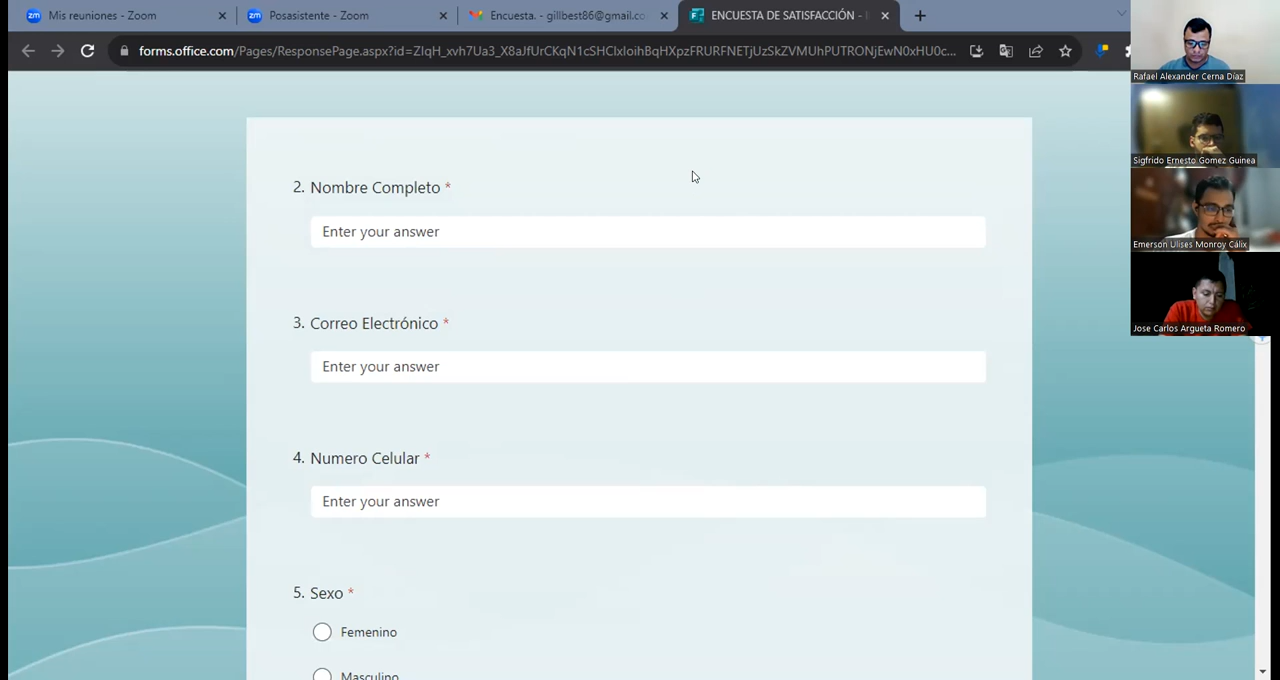 Mis reuniones - Zoom
Posasistente - Zoom
Encuesta. - gillbest86@gmail.co
ENCUESTA DE SATISFACCIÓN -
forms.office.com/Pages/ResponsePage.aspx?id=ZIqH_xvh7Ua3_X8aJfUrCKqN1cSHCIxloihBqHXpzFRURFNETjUzSkZVMUhPUTRONjEwN0xHU0c...
Rafael Alexander Cerna Díaz
Sigfrido Ernesto Gomez Guinea
Emerson Ulises Monroy Cálix
Jose Carlos Argueta Romero
2. Nombre Completo *
Enter your answer
3. Correo Electrónico *
Enter your answer
4. Numero Celular *
Enter your answer
5. Sexo *
Femenino
Masculino